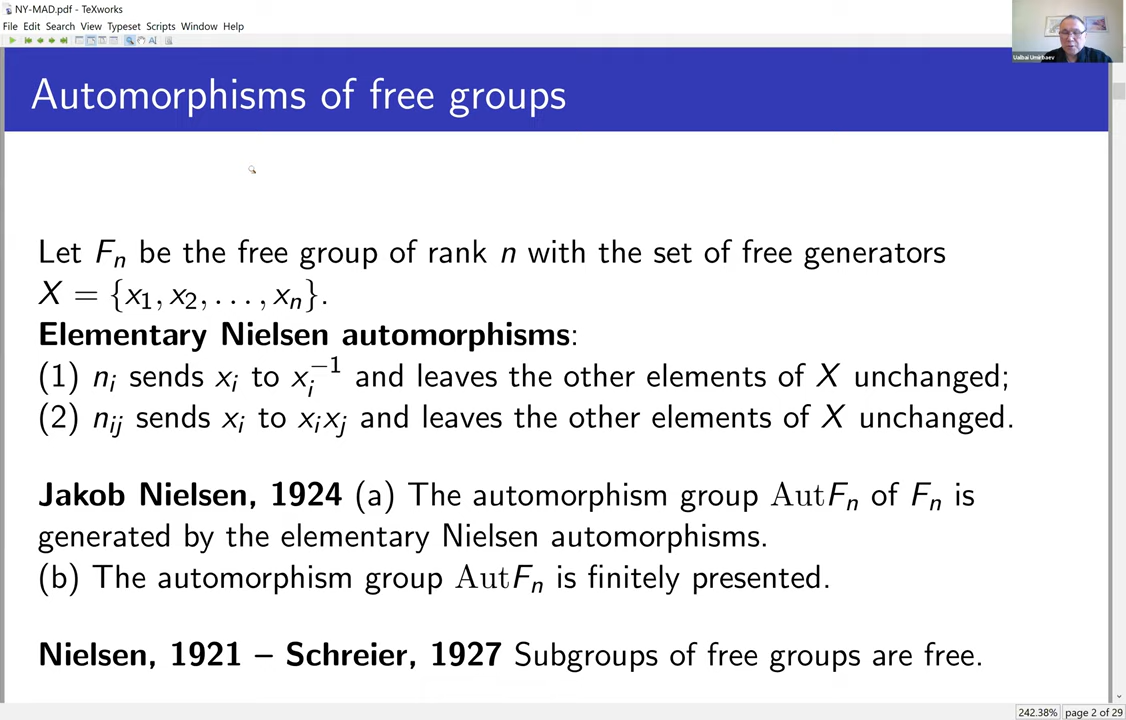 NY-MAD.pdf - TeXworks
File Edit Search View Typeset Scripts Window Help
Ualbai Umirbaev
Automorphisms of free groups
Let Fₙ be the free group of rank n with the set of free generators
X = {x₁, x₂, . . . , xₙ}.
Elementary Nielsen automorphisms:
(1) nᵢ sends xᵢ to xᵢ⁻¹ and leaves the other elements of X unchanged;
(2) nᵢⱼ sends xᵢ to xᵢxⱼ and leaves the other elements of X unchanged.
Jakob Nielsen, 1924 (a) The automorphism group AutFₙ of Fₙ is
generated by the elementary Nielsen automorphisms.
(b) The automorphism group AutFₙ is finitely presented.
Nielsen, 1921 – Schreier, 1927 Subgroups of free groups are free.
242.38% page 2 of 29